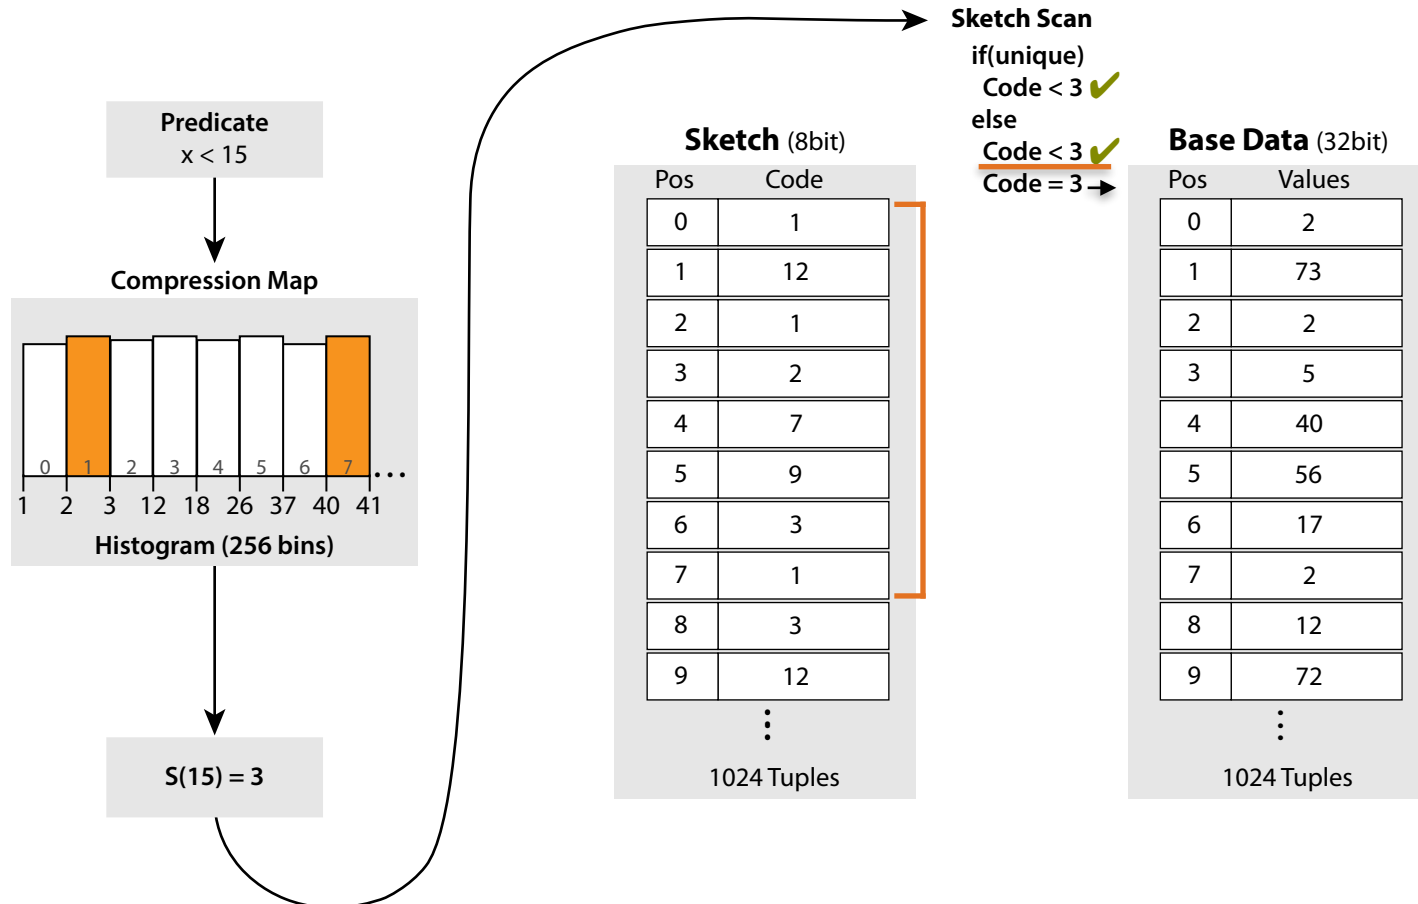 Predicate
x < 15
Compression Map
0 1 2 3 4 5 6 7 ...
1 2 3 12 18 26 37 40 41
Histogram (256 bins)
S(15) = 3
Sketch Scan
if(unique)
Code < 3 ✔
else
Code < 3 ✔
Code = 3
Sketch (8bit)
Pos Code
0 1
1 12
2 1
3 2
4 7
5 9
6 3
7 1
8 3
9 12
⋮
1024 Tuples
Base Data (32bit)
Pos Values
0 2
1 73
2 2
3 5
4 40
5 56
6 17
7 2
8 12
9 72
⋮
1024 Tuples